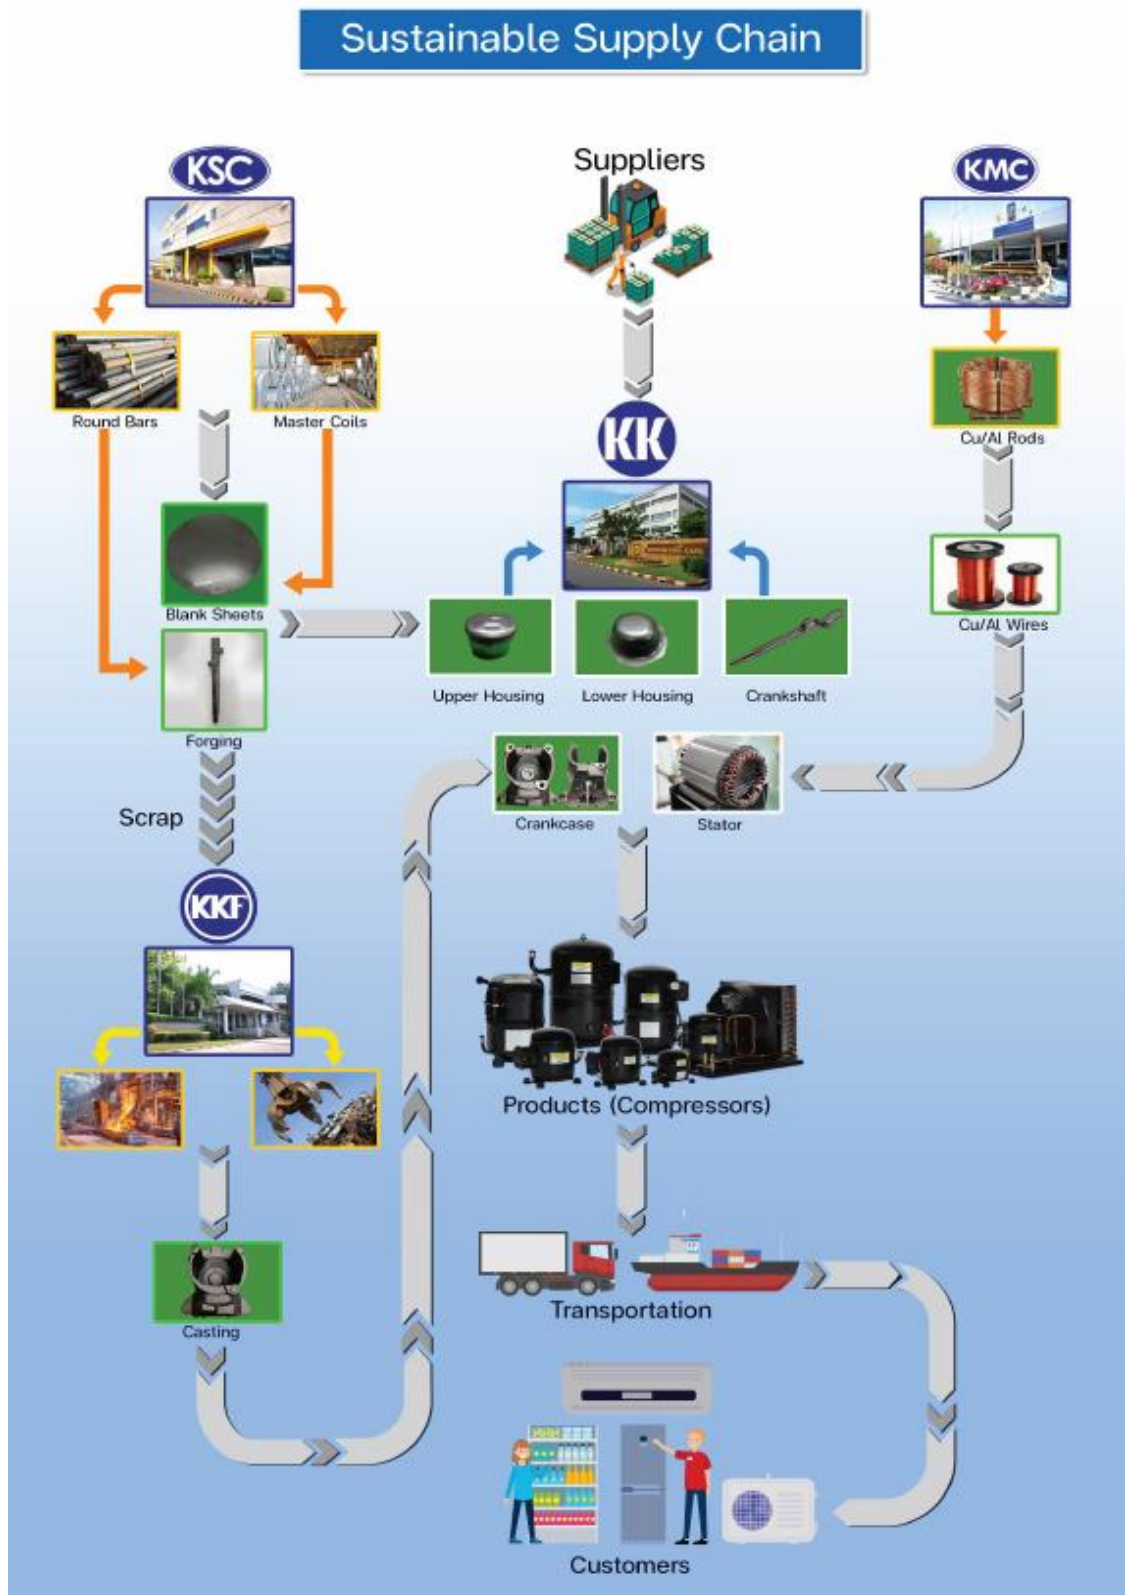 Sustainable Supply Chain
KSC
Suppliers
KMC
Round Bars
Master Coils
KK
Cu/Al Rods
Blank Sheets
Cu/Al Wires
Upper Housing
Lower Housing
Crankshaft
Forging
Scrap
Crankcase
Stator
KKF
Products (Compressors)
Casting
Transportation
Customers